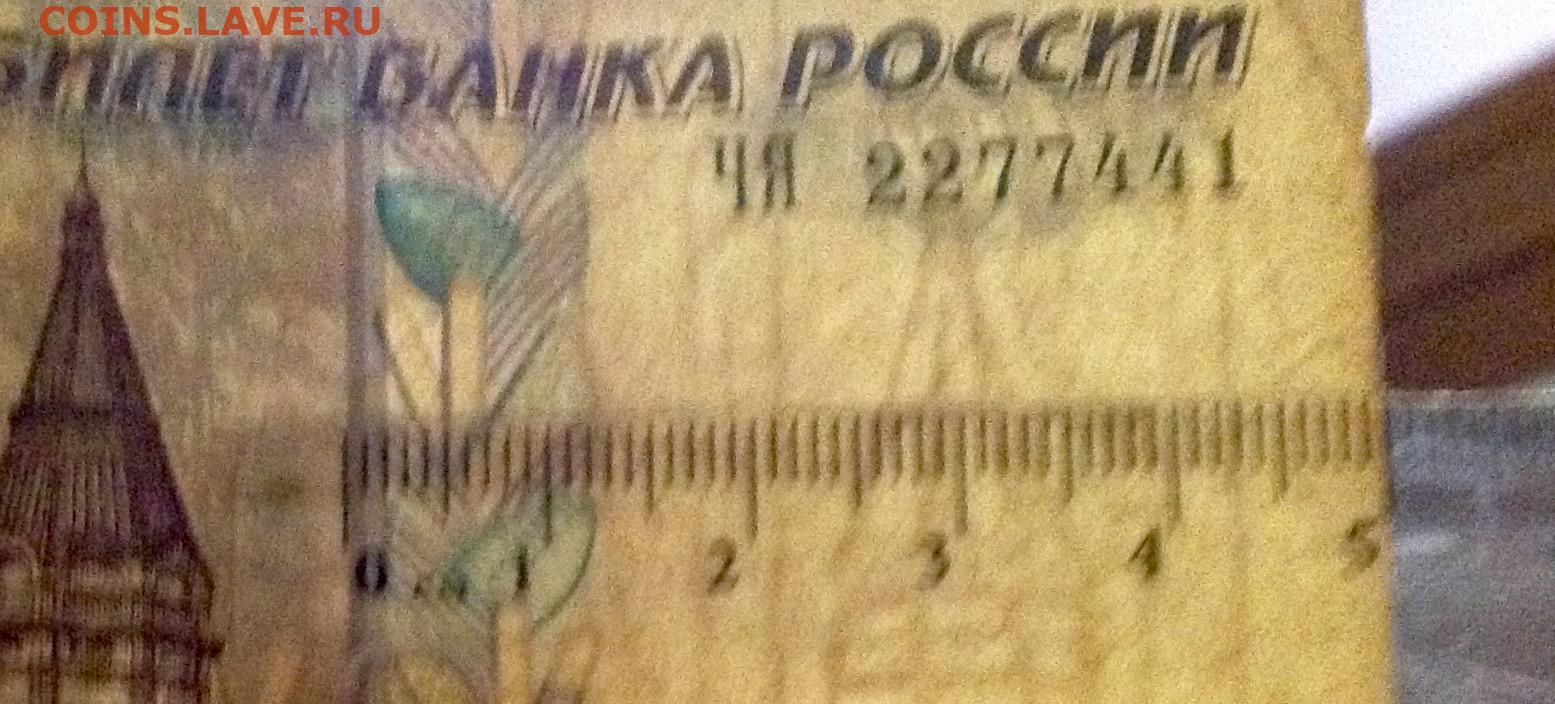 COINS.LAVE.RU
БИЛЕТ БАНКА РОССИИ
ЧЯ 2277441
0 1 2 3 4 5